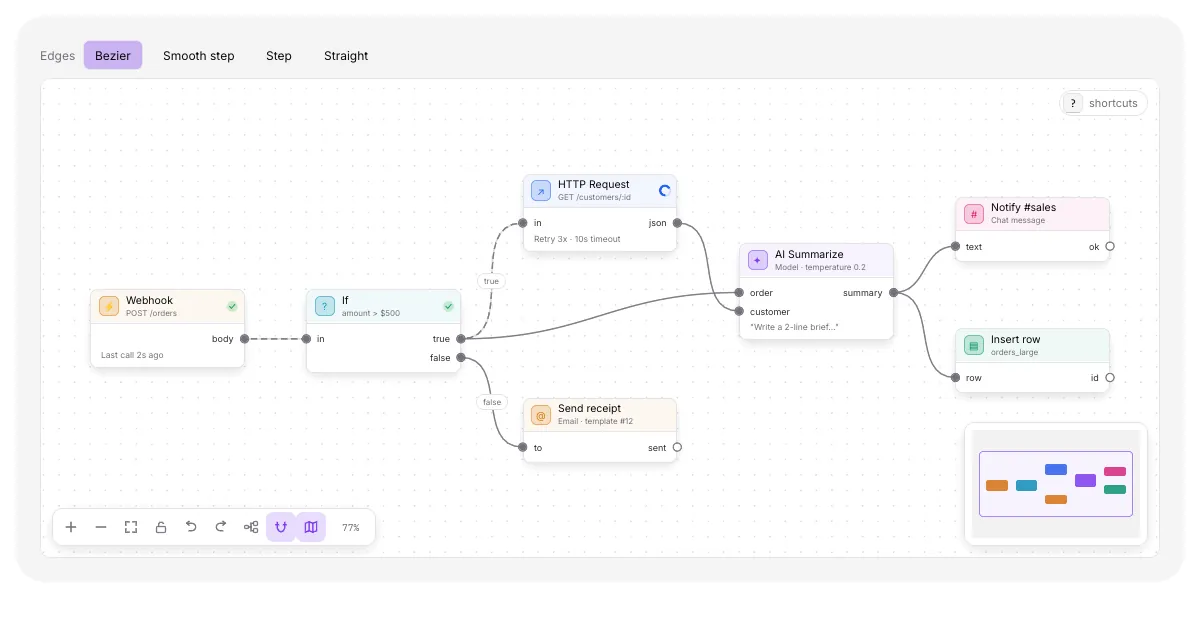 Edges Bezier Smooth step Step Straight
? shortcuts
HTTP Request
GET /customers/:id
in json
Retry 3x · 10s timeout
Notify #sales
Chat message
text ok
AI Summarize
Model · temperature 0.2
order summary
customer
"Write a 2-line brief..."
true
Webhook
POST /orders
body
Last call 2s ago
If
amount > $500
in true
false
false
Insert row
orders_large
row id
Send receipt
Email · template #12
to sent
77%